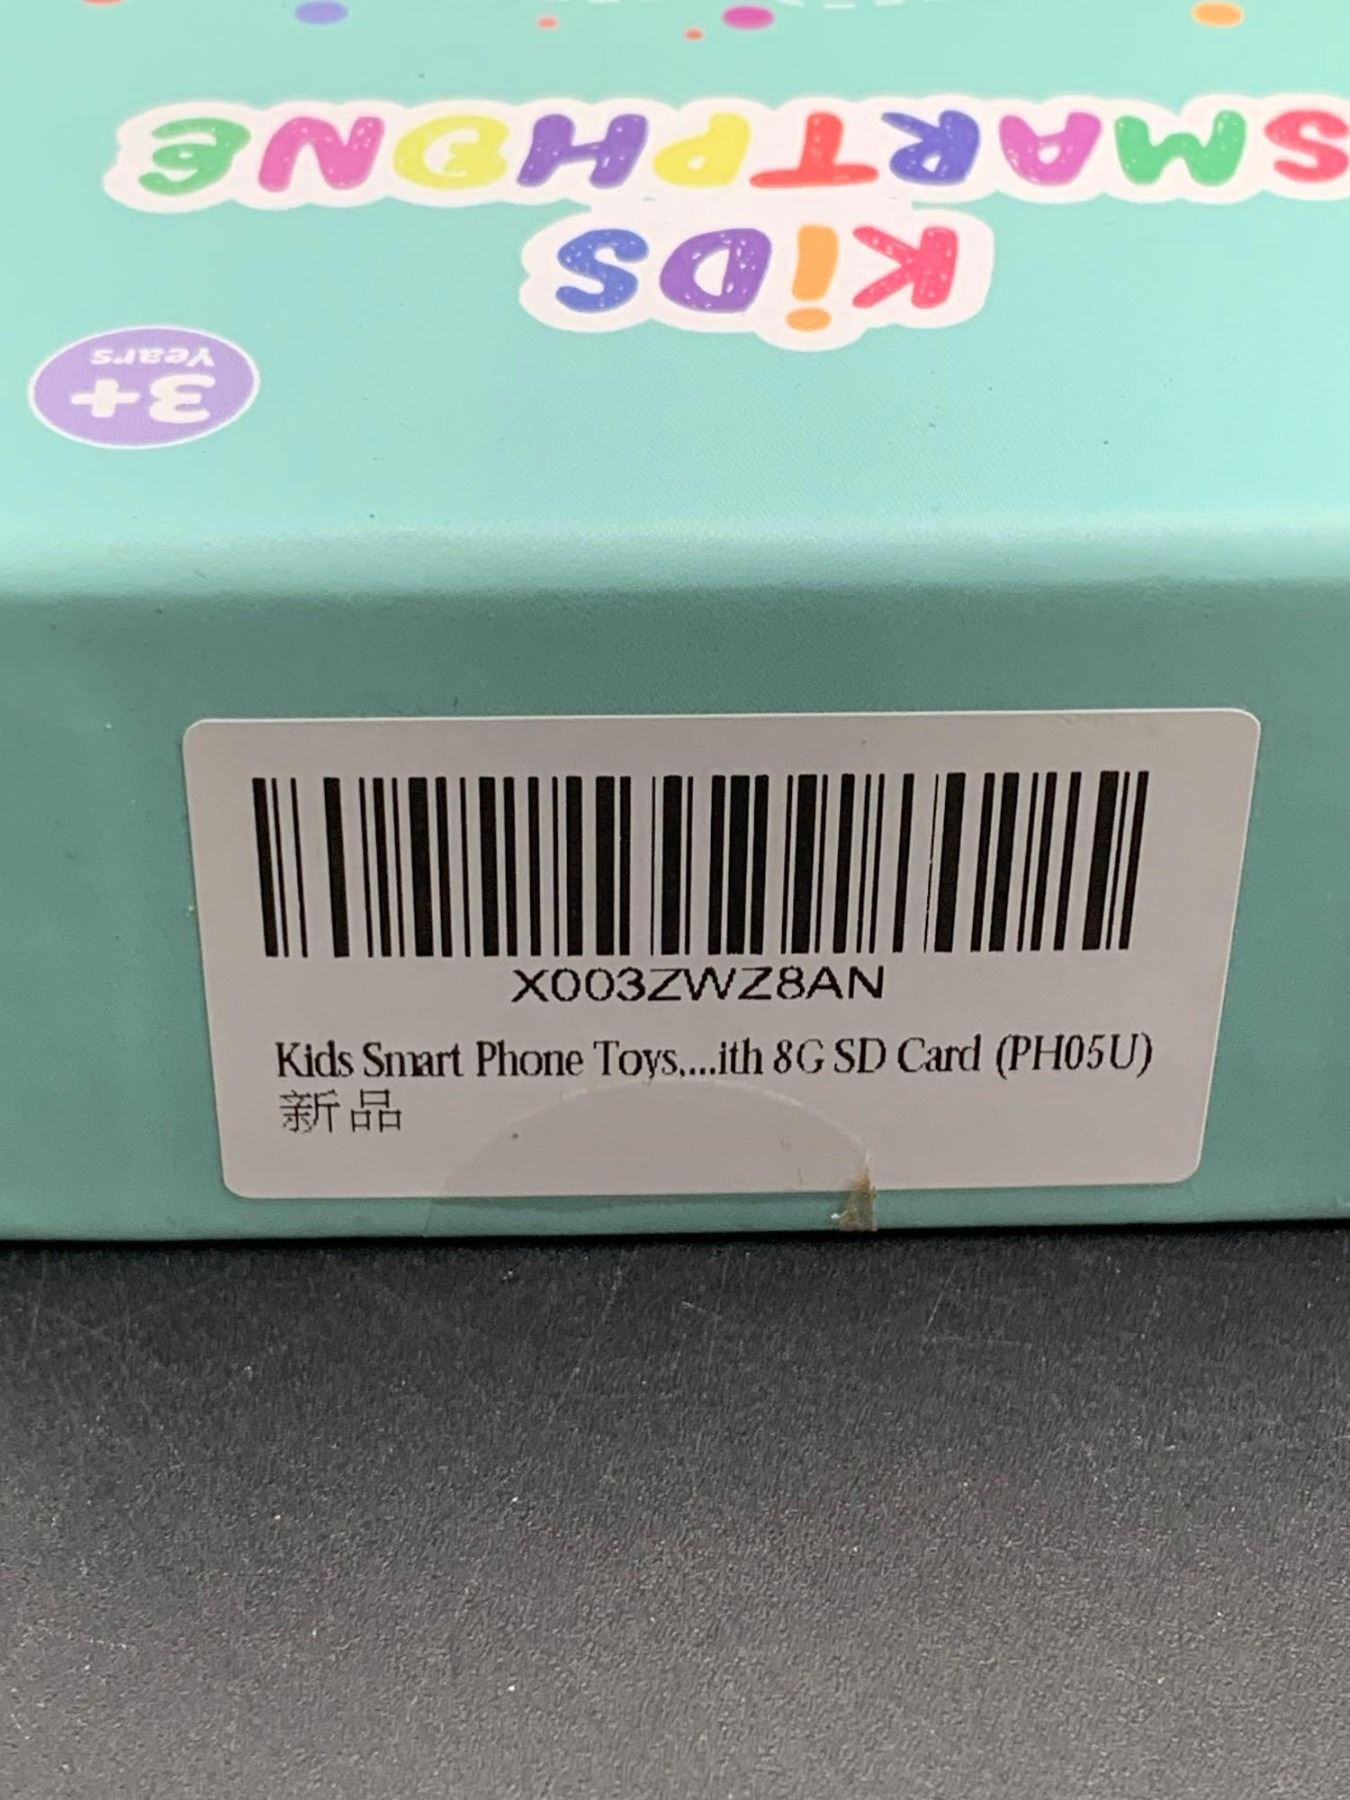 KiDS
SMARTPHONE
3+
Years
X003ZWZ8AN
Kids Smart Phone Toys,...ith 8G SD Card (PH05U)
新品